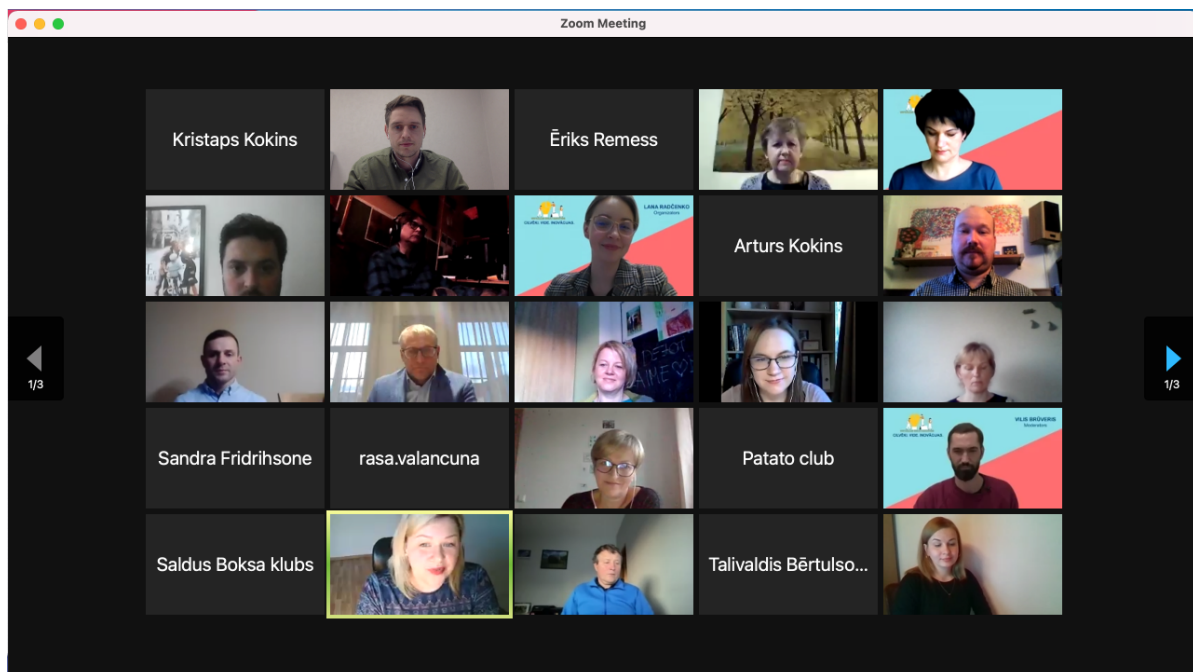 Zoom Meeting
Kristaps Kokins
Ēriks Remess
LANA RADČENKO
Organizatore
Arturs Kokins
1/3
1/3
Sandra Fridrihsone
rasa.valancuna
Patato club
VILIS BRŪVERIS
Moderators
Saldus Boksa klubs
Talivaldis Bērtulso...